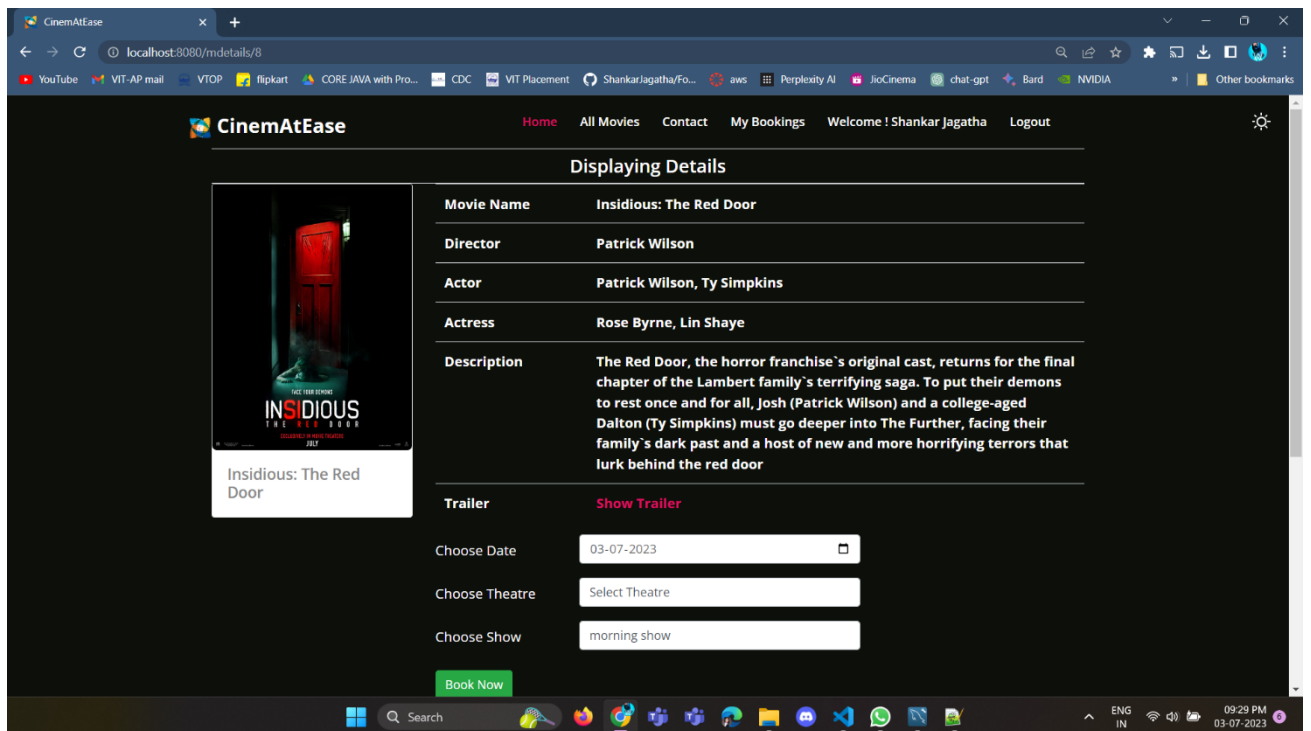 CinemAtEase
localhost:8080/mdetails/8
YouTube VIT-AP mail VTOP flipkart CORE JAVA with Pro... CDC VIT Placement ShankarJagatha/Fo... aws Perplexity AI JioCinema chat-gpt Bard NVIDIA » Other bookmarks
CinemAtEase Home All Movies Contact My Bookings Welcome ! Shankar Jagatha Logout
Displaying Details
Movie Name Insidious: The Red Door
Director Patrick Wilson
Actor Patrick Wilson, Ty Simpkins
Actress Rose Byrne, Lin Shaye
Description The Red Door, the horror franchise`s original cast, returns for the final
chapter of the Lambert family`s terrifying saga. To put their demons
to rest once and for all, Josh (Patrick Wilson) and a college-aged
Dalton (Ty Simpkins) must go deeper into The Further, facing their
family`s dark past and a host of new and more horrifying terrors that
lurk behind the red door
FACE YOUR DEMONS
INSIDIOUS
THE RED DOOR
EXCLUSIVELY IN MOVIE THEATERS
JULY
Insidious: The Red
Door
Trailer Show Trailer
Choose Date 03-07-2023
Choose Theatre Select Theatre
Choose Show morning show
Book Now
Search
ENG
IN
09:29 PM
03-07-2023
6